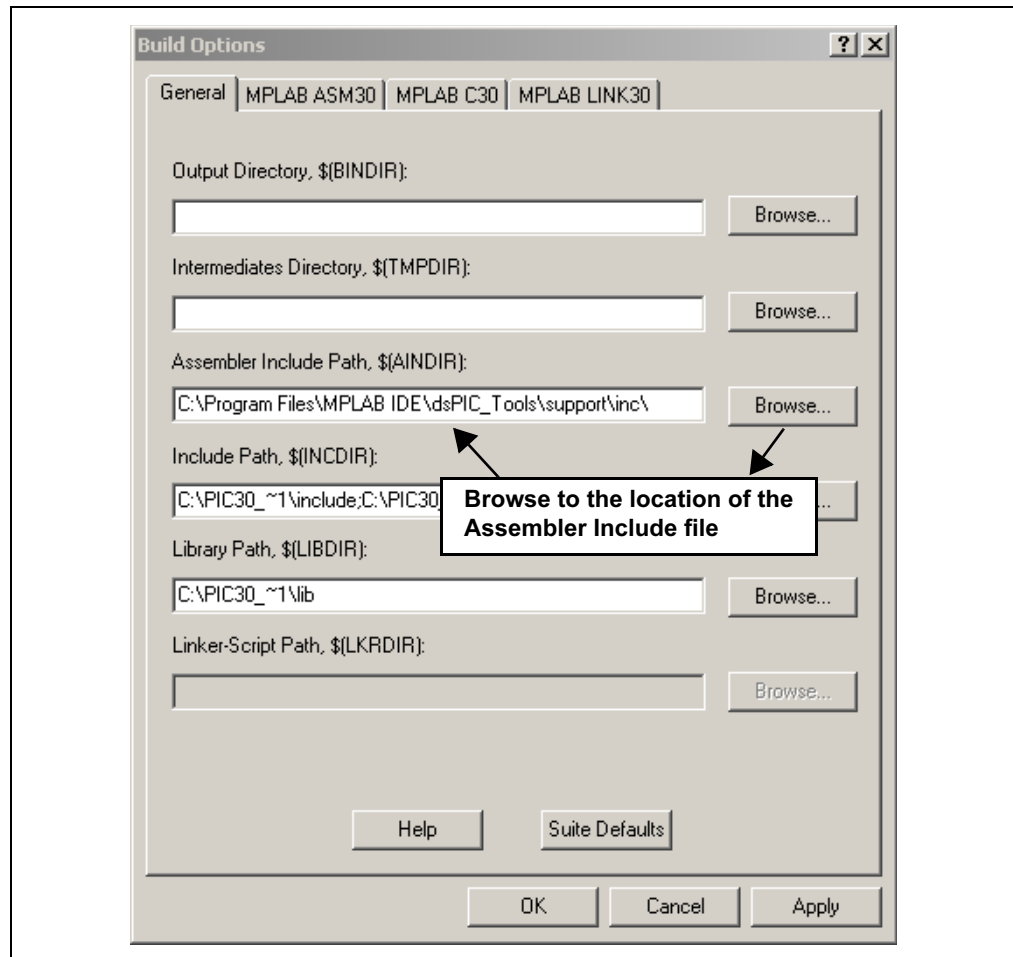 Build Options
General MPLAB ASM30 MPLAB C30 MPLAB LINK30
Output Directory, $(BINDIR):
Browse...
Intermediates Directory, $(TMPDIR):
Browse...
Assembler Include Path, $(AINDIR):
C:\Program Files\MPLAB IDE\dsPIC_Tools\support\inc\ Browse...
Include Path, $(INCDIR):
C:\PIC30_~1\include;C:\PIC30_ ...
Browse to the location of the
Assembler Include file
Library Path, $(LIBDIR):
C:\PIC30_~1\lib Browse...
Linker-Script Path, $(LKRDIR):
Browse...
Help Suite Defaults
OK Cancel Apply